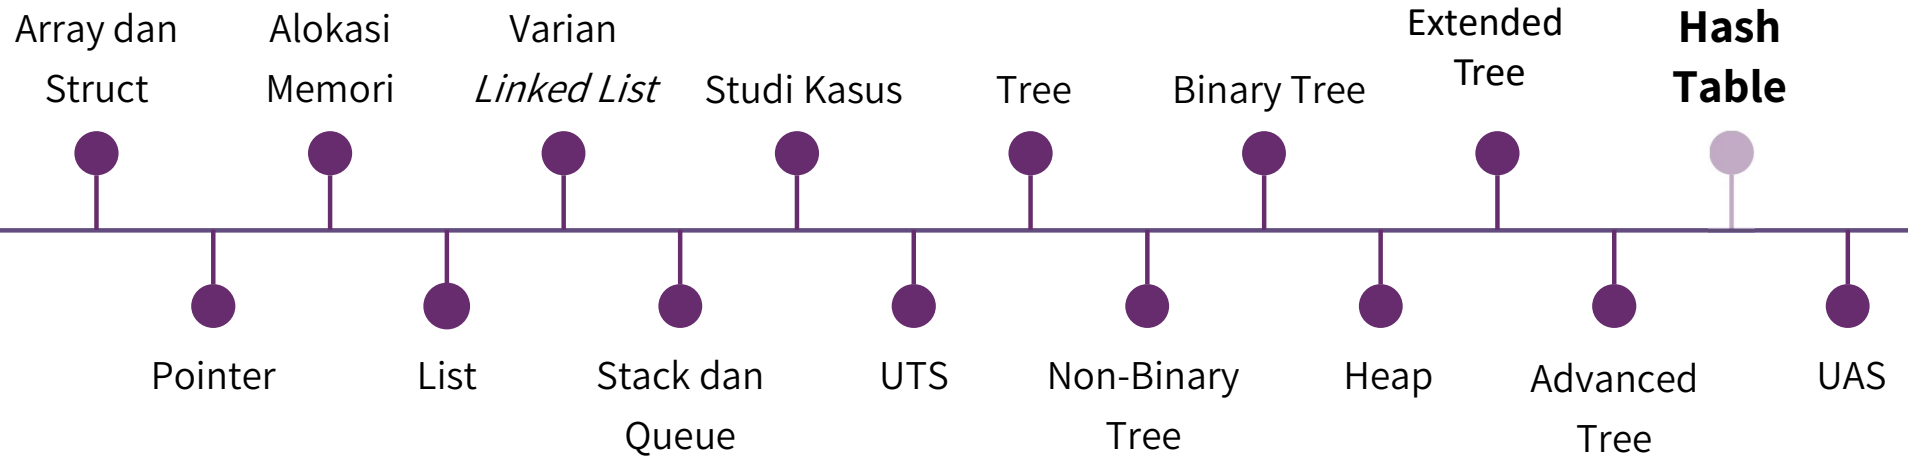 Array dan
Struct
Alokasi
Memori
Varian
Linked List
Studi Kasus
Tree
Binary Tree
Extended
Tree
Hash
Table
Pointer
List
Stack dan
Queue
UTS
Non-Binary
Tree
Heap
Advanced
Tree
UAS